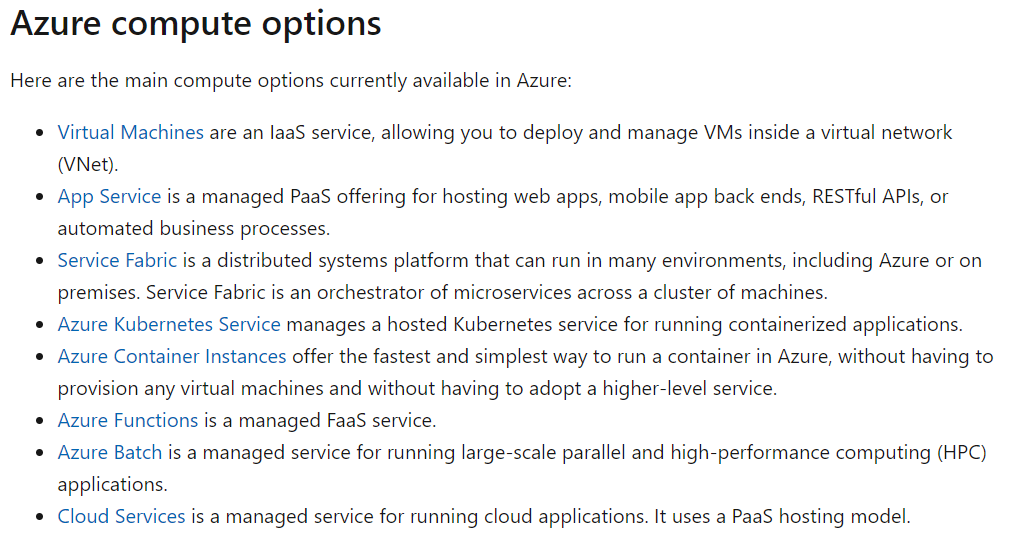 Azure compute options
Here are the main compute options currently available in Azure:
• Virtual Machines are an IaaS service, allowing you to deploy and manage VMs inside a virtual network
(VNet).
• App Service is a managed PaaS offering for hosting web apps, mobile app back ends, RESTful APIs, or
automated business processes.
• Service Fabric is a distributed systems platform that can run in many environments, including Azure or on
premises. Service Fabric is an orchestrator of microservices across a cluster of machines.
• Azure Kubernetes Service manages a hosted Kubernetes service for running containerized applications.
• Azure Container Instances offer the fastest and simplest way to run a container in Azure, without having to
provision any virtual machines and without having to adopt a higher-level service.
• Azure Functions is a managed FaaS service.
• Azure Batch is a managed service for running large-scale parallel and high-performance computing (HPC)
applications.
• Cloud Services is a managed service for running cloud applications. It uses a PaaS hosting model.